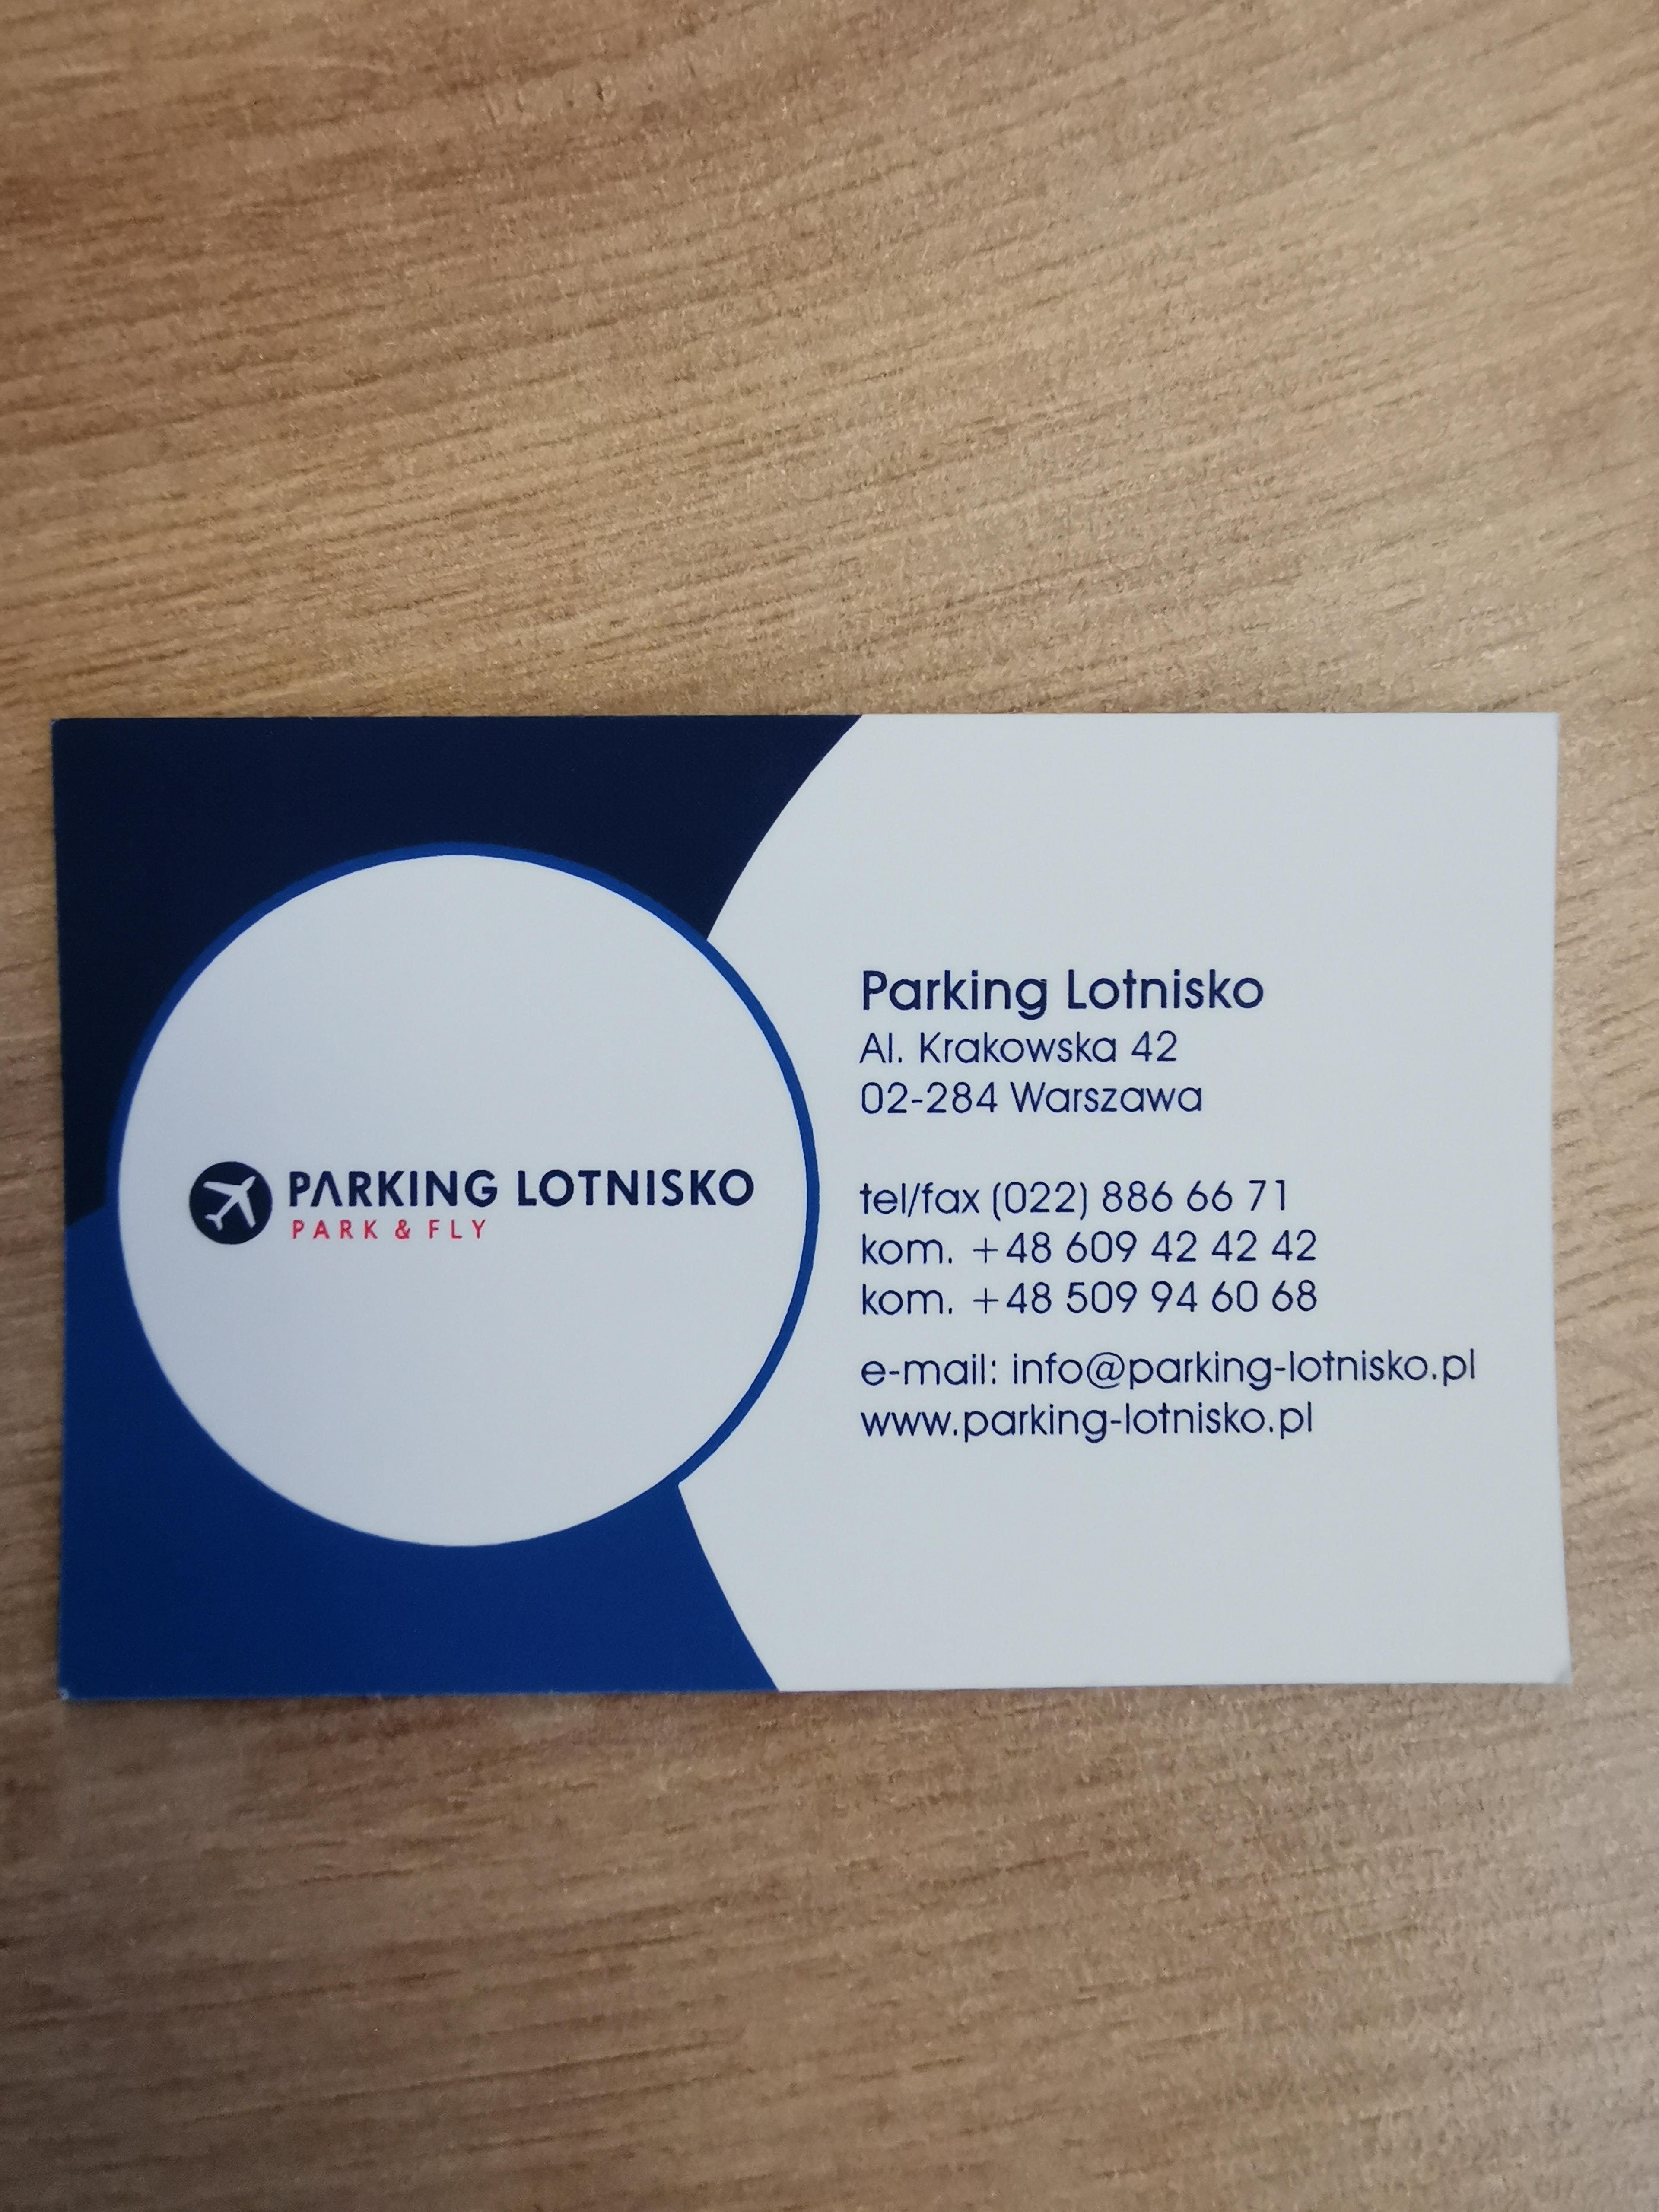 PARKING LOTNISKO
PARK & FLY
Parking Lotnisko
Al. Krakowska 42
02-284 Warszawa
tel/fax (022) 886 66 71
kom. +48 609 42 42 42
kom. +48 509 94 60 68
e-mail: info@parking-lotnisko.pl
www.parking-lotnisko.pl